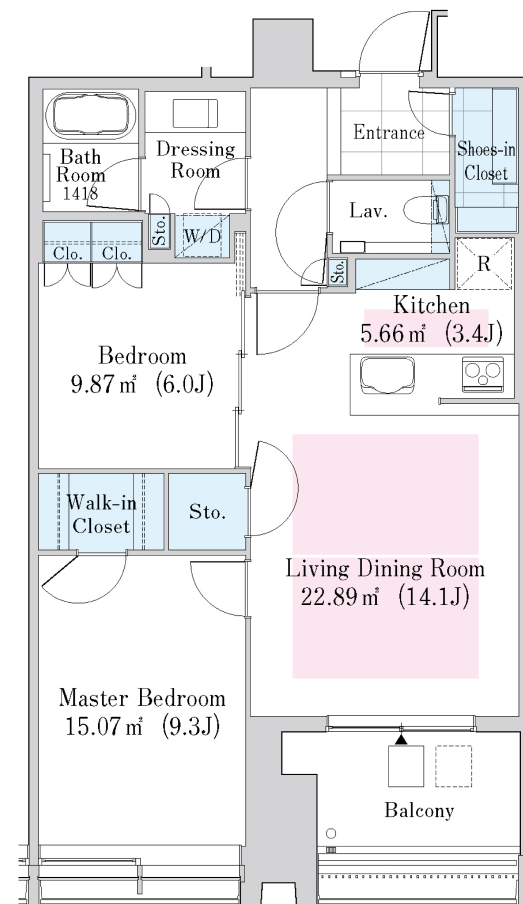 Entrance
Bath
Room
1418
Dressing
Room
Shoes-in
Closet
Lav.
Sto.
W/D
Clo.
Clo.
Sto.
R
Kitchen
5.66㎡ (3.4J)
Bedroom
9.87㎡ (6.0J)
Walk-in
Closet
Sto.
Living Dining Room
22.89㎡ (14.1J)
Master Bedroom
15.07㎡ (9.3J)
Balcony